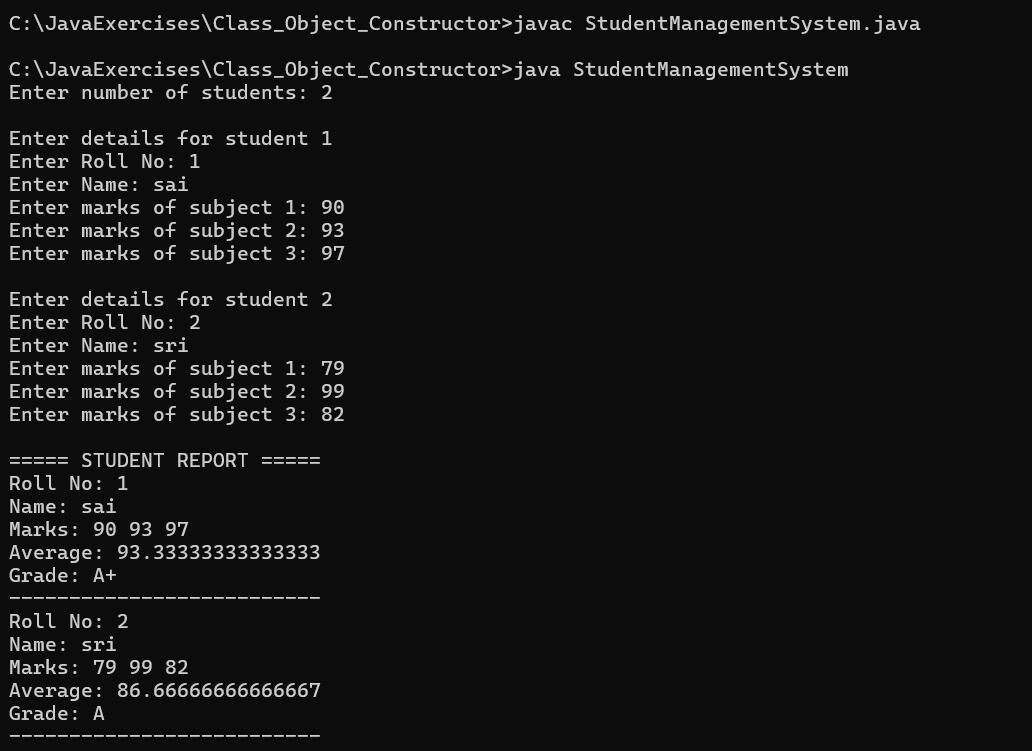 C:\JavaExercises\Class_Object_Constructor>javac StudentManagementSystem.java
C:\JavaExercises\Class_Object_Constructor>java StudentManagementSystem
Enter number of students: 2
Enter details for student 1
Enter Roll No: 1
Enter Name: sai
Enter marks of subject 1: 90
Enter marks of subject 2: 93
Enter marks of subject 3: 97
Enter details for student 2
Enter Roll No: 2
Enter Name: sri
Enter marks of subject 1: 79
Enter marks of subject 2: 99
Enter marks of subject 3: 82
===== STUDENT REPORT =====
Roll No: 1
Name: sai
Marks: 90 93 97
Average: 93.33333333333333
Grade: A+
--------------------------
Roll No: 2
Name: sri
Marks: 79 99 82
Average: 86.66666666666667
Grade: A
--------------------------